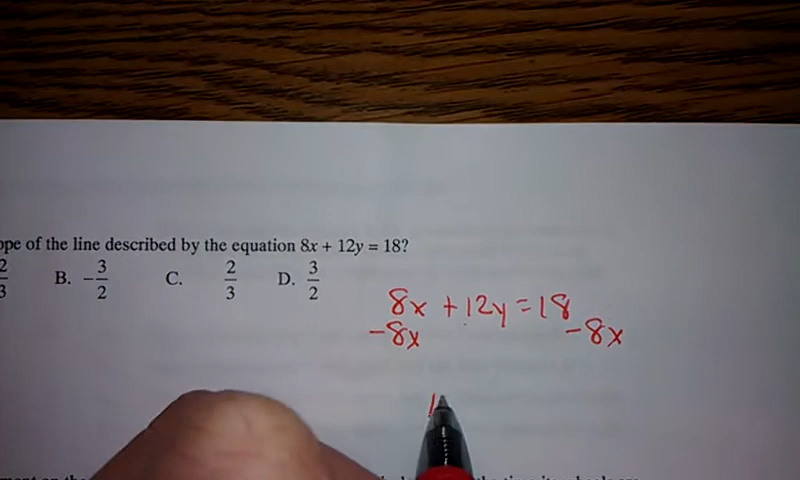 ope of the line described by the equation 8x + 12y = 18?
2/3 B. -3/2 C. 2/3 D. 3/2
8x + 12y = 18
-8x -8x